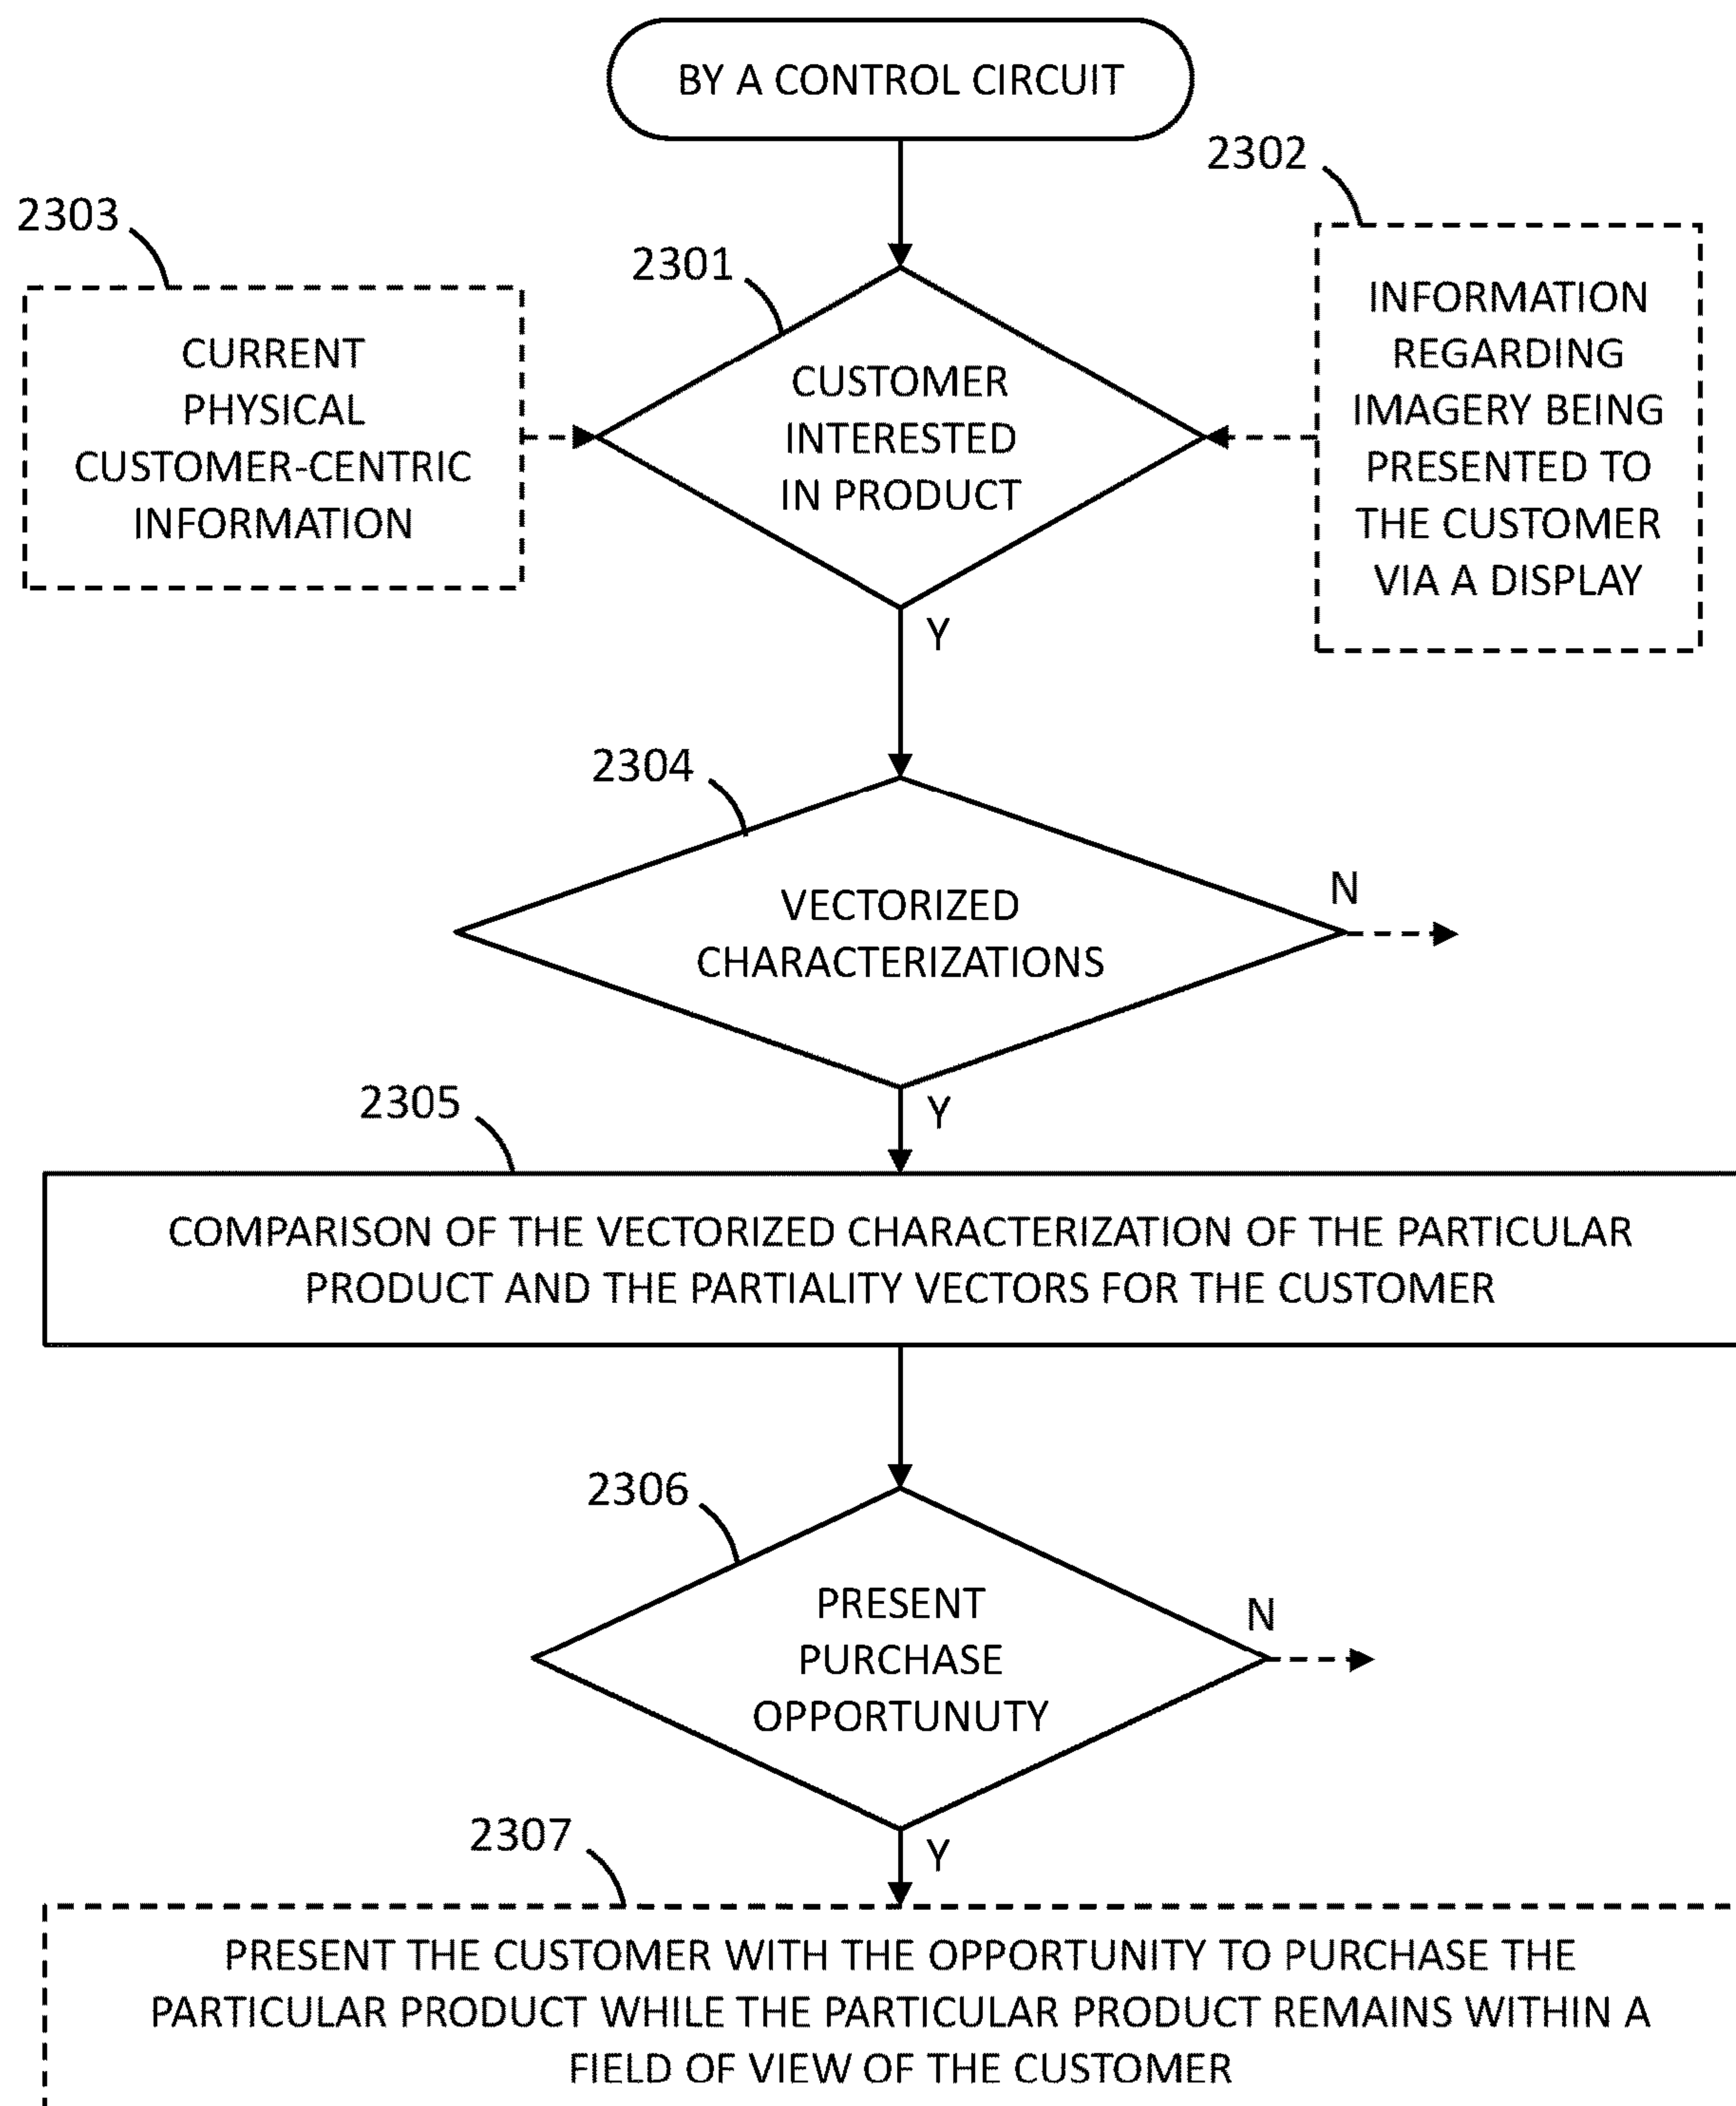 BY A CONTROL CIRCUIT
2302
2303
2301
INFORMATION
REGARDING
IMAGERY BEING
PRESENTED TO
THE CUSTOMER
VIA A DISPLAY
CURRENT
PHYSICAL
CUSTOMER-CENTRIC
INFORMATION
CUSTOMER
INTERESTED
IN PRODUCT
Y
2304
VECTORIZED
CHARACTERIZATIONS
N
Y
2305
COMPARISON OF THE VECTORIZED CHARACTERIZATION OF THE PARTICULAR
PRODUCT AND THE PARTIALITY VECTORS FOR THE CUSTOMER
2306
PRESENT
PURCHASE
OPPORTUNUTY
N
Y
2307
PRESENT THE CUSTOMER WITH THE OPPORTUNITY TO PURCHASE THE
PARTICULAR PRODUCT WHILE THE PARTICULAR PRODUCT REMAINS WITHIN A
FIELD OF VIEW OF THE CUSTOMER